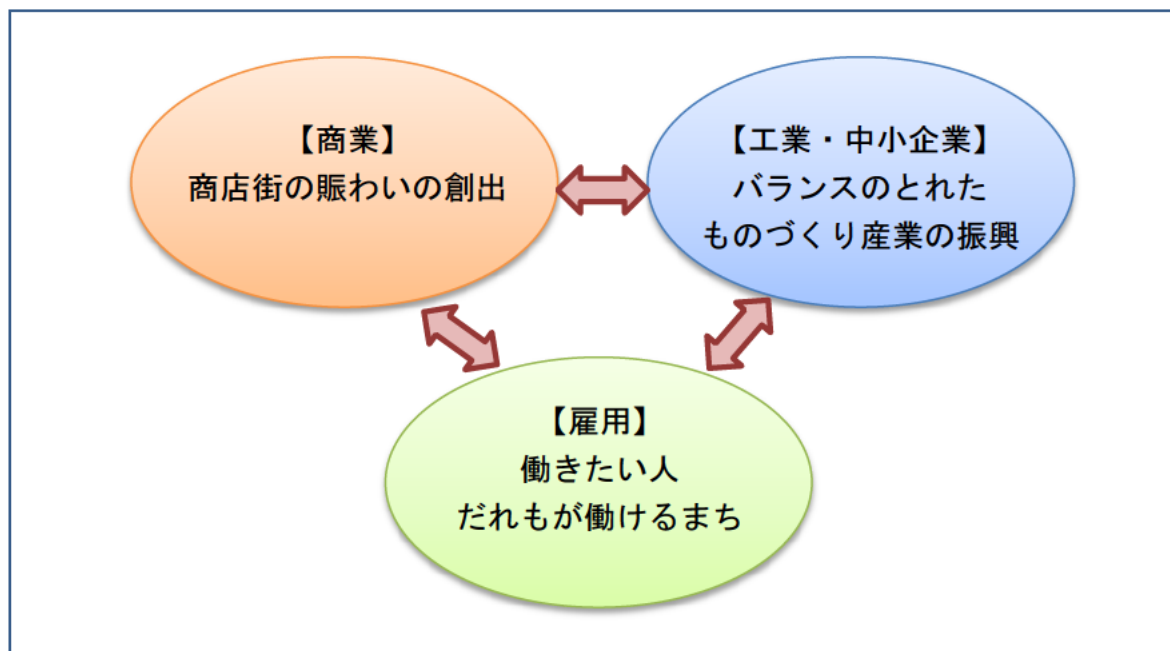 【商業】
商店街の賑わいの創出
【工業・中小企業】
バランスのとれた
ものづくり産業の振興
【雇用】
働きたい人
だれもが働けるまち